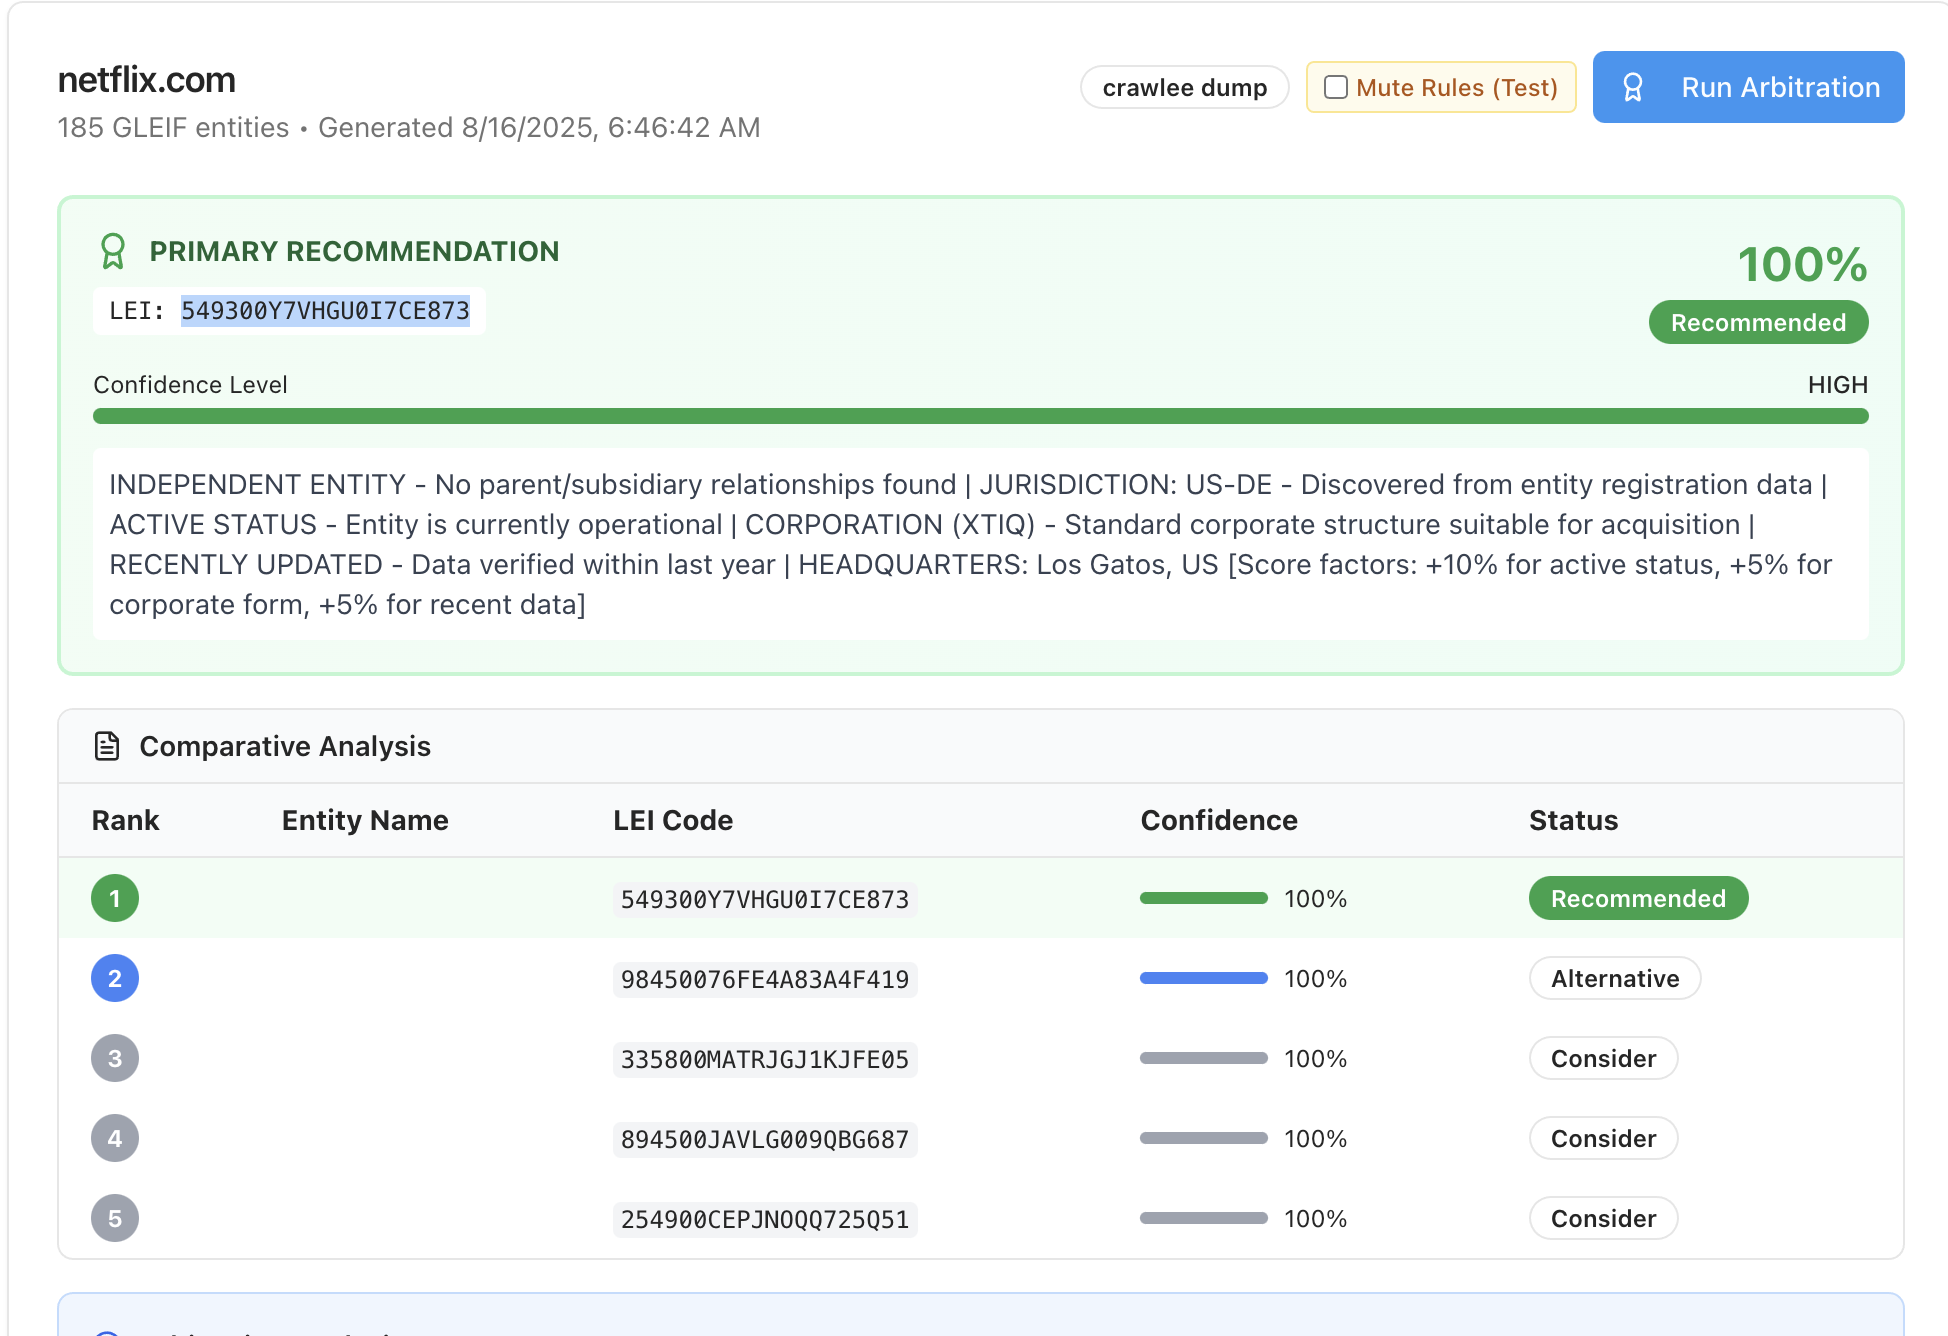 netflix.com
185 GLEIF entities • Generated 8/16/2025, 6:46:42 AM
crawlee dump
Mute Rules (Test)
Run Arbitration
PRIMARY RECOMMENDATION
LEI: 549300Y7VHGU0I7CE873
100%
Recommended
Confidence Level
HIGH
INDEPENDENT ENTITY - No parent/subsidiary relationships found | JURISDICTION: US-DE - Discovered from entity registration data |
ACTIVE STATUS - Entity is currently operational | CORPORATION (XTIQ) - Standard corporate structure suitable for acquisition |
RECENTLY UPDATED - Data verified within last year | HEADQUARTERS: Los Gatos, US [Score factors: +10% for active status, +5% for
corporate form, +5% for recent data]
Comparative Analysis
Rank Entity Name LEI Code Confidence Status
1 549300Y7VHGU0I7CE873 100% Recommended
2 98450076FE4A83A4F419 100% Alternative
3 335800MATRJGJ1KJFE05 100% Consider
4 894500JAVLG009QBG687 100% Consider
5 254900CEPJNOQQ725Q51 100% Consider